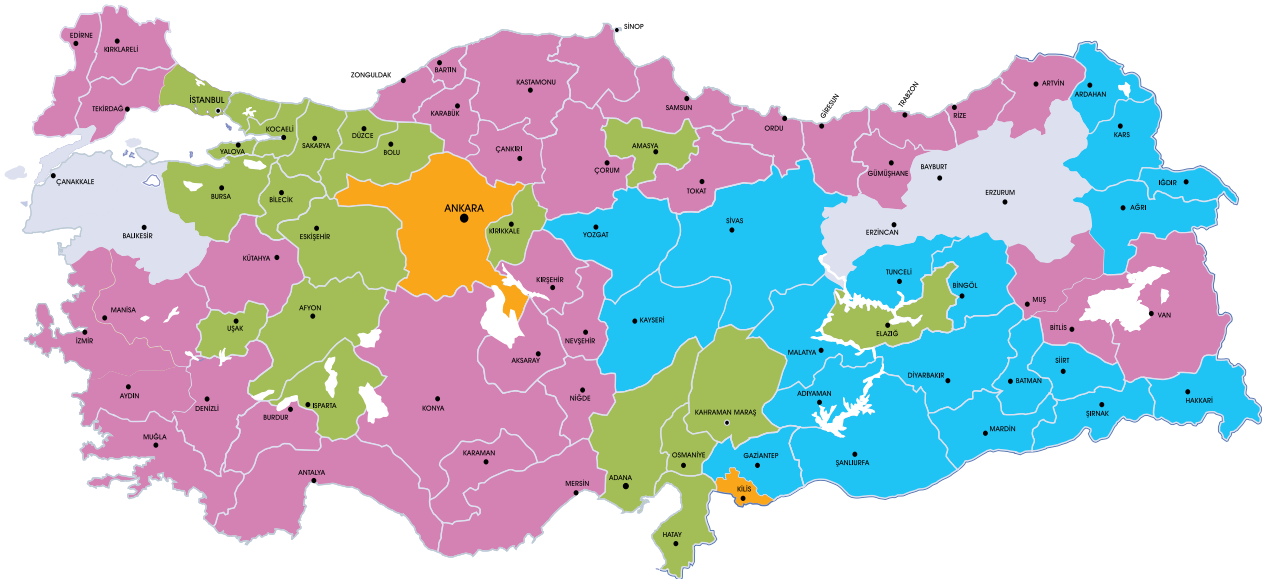 SİNOP
EDİRNE
KIRKLARELİ
ZONGULDAK
BARTIN
KASTAMONU
ARTVİN
ARDAHAN
TEKİRDAĞ
İSTANBUL
KARABÜK
SAMSUN
ORDU
GİRESUN
TRABZON
RİZE
KARS
KOCAELİ
SAKARYA
DÜZCE
BOLU
YALOVA
ÇANKIRI
ÇORUM
AMASYA
TOKAT
GÜMÜŞHANE
BAYBURT
ERZURUM
IĞDIR
ÇANAKKALE
BURSA
BİLECİK
ANKARA
AĞRI
BALIKESİR
ESKİŞEHİR
KIRIKKALE
YOZGAT
SİVAS
ERZİNCAN
KÜTAHYA
KIRŞEHİR
TUNCELİ
BİNGÖL
MANİSA
UŞAK
AFYON
KAYSERİ
MUŞ
VAN
İZMİR
NEVŞEHİR
ELAZIĞ
BİTLİS
AKSARAY
MALATYA
SİİRT
AYDIN
DENİZLİ
BURDUR
ISPARTA
KONYA
NİĞDE
ADIYAMAN
DİYARBAKIR
BATMAN
HAKKARİ
KAHRAMAN MARAŞ
ŞIRNAK
MUĞLA
MARDİN
ANTALYA
KARAMAN
OSMANİYE
GAZİANTEP
ŞANLIURFA
MERSİN
ADANA
KİLİS
HATAY